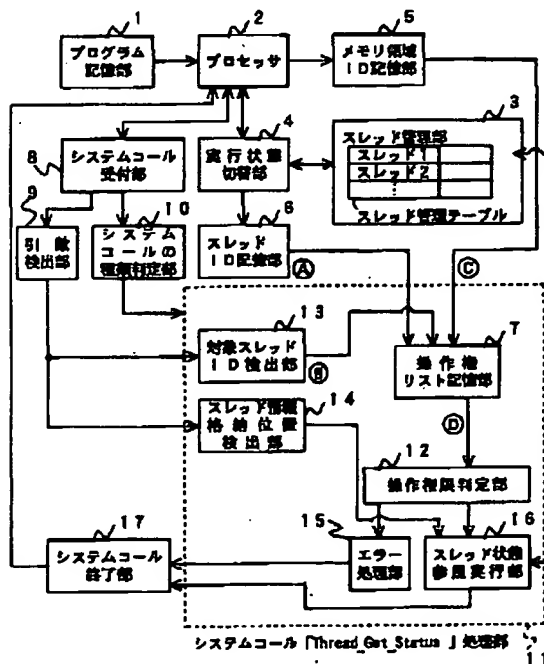 1
プログラム
記憶部
2
プロセッサ
5
メモリ領域
ID記憶部
3
スレッド管理部
スレッド1
スレッド2
スレッド管理テーブル
4
実行状態
切替部
8
システムコール
受付部
9
引数
検出部
10
システム
コールの
種類判定部
6
スレッド
ID記憶部
A
C
13
対象スレッド
ID検出部
B
7
操作権
リスト記憶部
14
スレッド情報
格納位置
検出部
D
12
操作権限判定部
15
エラー
処理部
16
スレッド状態
参照実行部
17
システムコール
終了部
システムコール「Thread_Get_Status」処理部
11